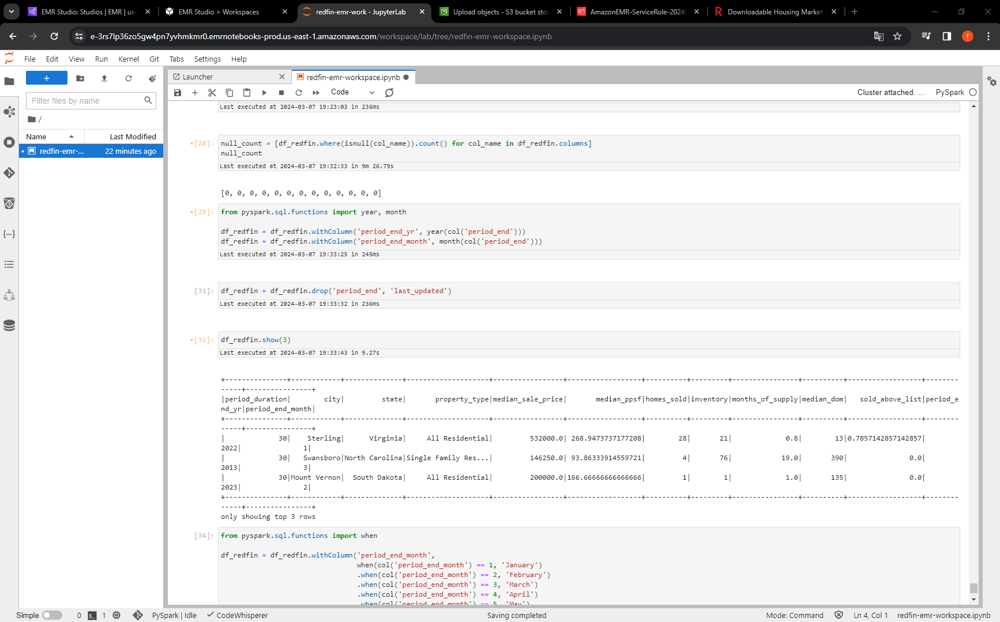 EMR Studio: Studios | EMR | us-
EMR Studio > Workspaces
redfin-emr-work - JupyterLab
Upload objects - S3 bucket stor
AmazonEMR-ServiceRole-20240
Downloadable Housing Market
e-3rs7lp36zo5gw4pn7yvhmkmr0.emrnotebooks-prod.us-east-1.amazonaws.com/workspace/lab/tree/redfin-emr-workspace.ipynb
f
File Edit View Run Kernel Git Tabs Settings Help
Launcher
redfin-emr-workspace.ipynb
Code
Cluster attached. ...
PySpark
Filter files by name
/
Name Last Modified
redfin-emr-... 22 minutes ago
Last executed at 2024-03-07 19:23:03 in 236ms
[28]: null_count = [df_redfin.where(isnull(col_name)).count() for col_name in df_redfin.columns]
null_count
Last executed at 2024-03-07 19:32:33 in 9m 26.79s
[0, 0, 0, 0, 0, 0, 0, 0, 0, 0, 0, 0, 0]
[29]: from pyspark.sql.functions import year, month
df_redfin = df_redfin.withColumn('period_end_yr', year(col('period_end')))
df_redfin = df_redfin.withColumn('period_end_month', month(col('period_end')))
Last executed at 2024-03-07 19:33:25 in 245ms
[31]: df_redfin = df_redfin.drop('period_end', 'last_updated')
Last executed at 2024-03-07 19:33:32 in 236ms
[32]: df_redfin.show(3)
Last executed at 2024-03-07 19:33:43 in 9.27s
+---------------+------------+--------------+--------------------+-----------------+------------------+----------+---------+----------------+----------+------------------+--------
-----+----------------+
|period_duration|        city|         state|       property_type|median_sale_price|       median_ppsf|homes_sold|inventory|months_of_supply|median_dom|   sold_above_list|period_e
nd_yr|period_end_month|
+---------------+------------+--------------+--------------------+-----------------+------------------+----------+---------+----------------+----------+------------------+--------
-----+----------------+
|             30|    Sterling|      Virginia|     All Residential|         532000.0| 268.9473737177208|        28|       21|             0.8|        13|0.7857142857142857|
2022|               1|
|             30|   Swansboro|North Carolina|Single Family Res...|         146250.0| 93.86333914559721|         4|       76|            19.0|       390|               0.0|
2013|               3|
|             30|Mount Vernon|  South Dakota|     All Residential|         200000.0|166.66666666666666|         1|        1|             1.0|       135|               0.0|
2023|               2|
+---------------+------------+--------------+--------------------+-----------------+------------------+----------+---------+----------------+----------+------------------+--------
-----+----------------+
only showing top 3 rows
[34]: from pyspark.sql.functions import when
df_redfin = df_redfin.withColumn('period_end_month',
when(col('period_end_month') == 1, 'January')
.when(col('period_end_month') == 2, 'February')
.when(col('period_end_month') == 3, 'March')
.when(col('period_end_month') == 4, 'April')
.when(col('period_end_month') == 5, 'May')
Simple 0 1 PySpark | Idle CodeWhisperer Saving completed Mode: Command Ln 4, Col 1 redfin-emr-workspace.ipynb